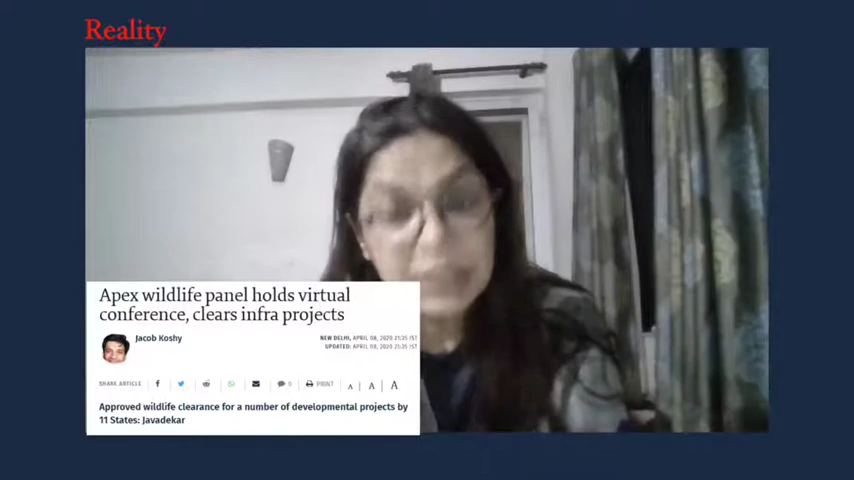 Reality
Apex wildlife panel holds virtual
conference, clears infra projects
Jacob Koshy
NEW DELHI, APRIL 08, 2020 21:35 IST
UPDATED: APRIL 08, 2020 21:35 IST
SHARE ARTICLE
0
PRINT
A | A | A
Approved wildlife clearance for a number of developmental projects by
11 States: Javadekar